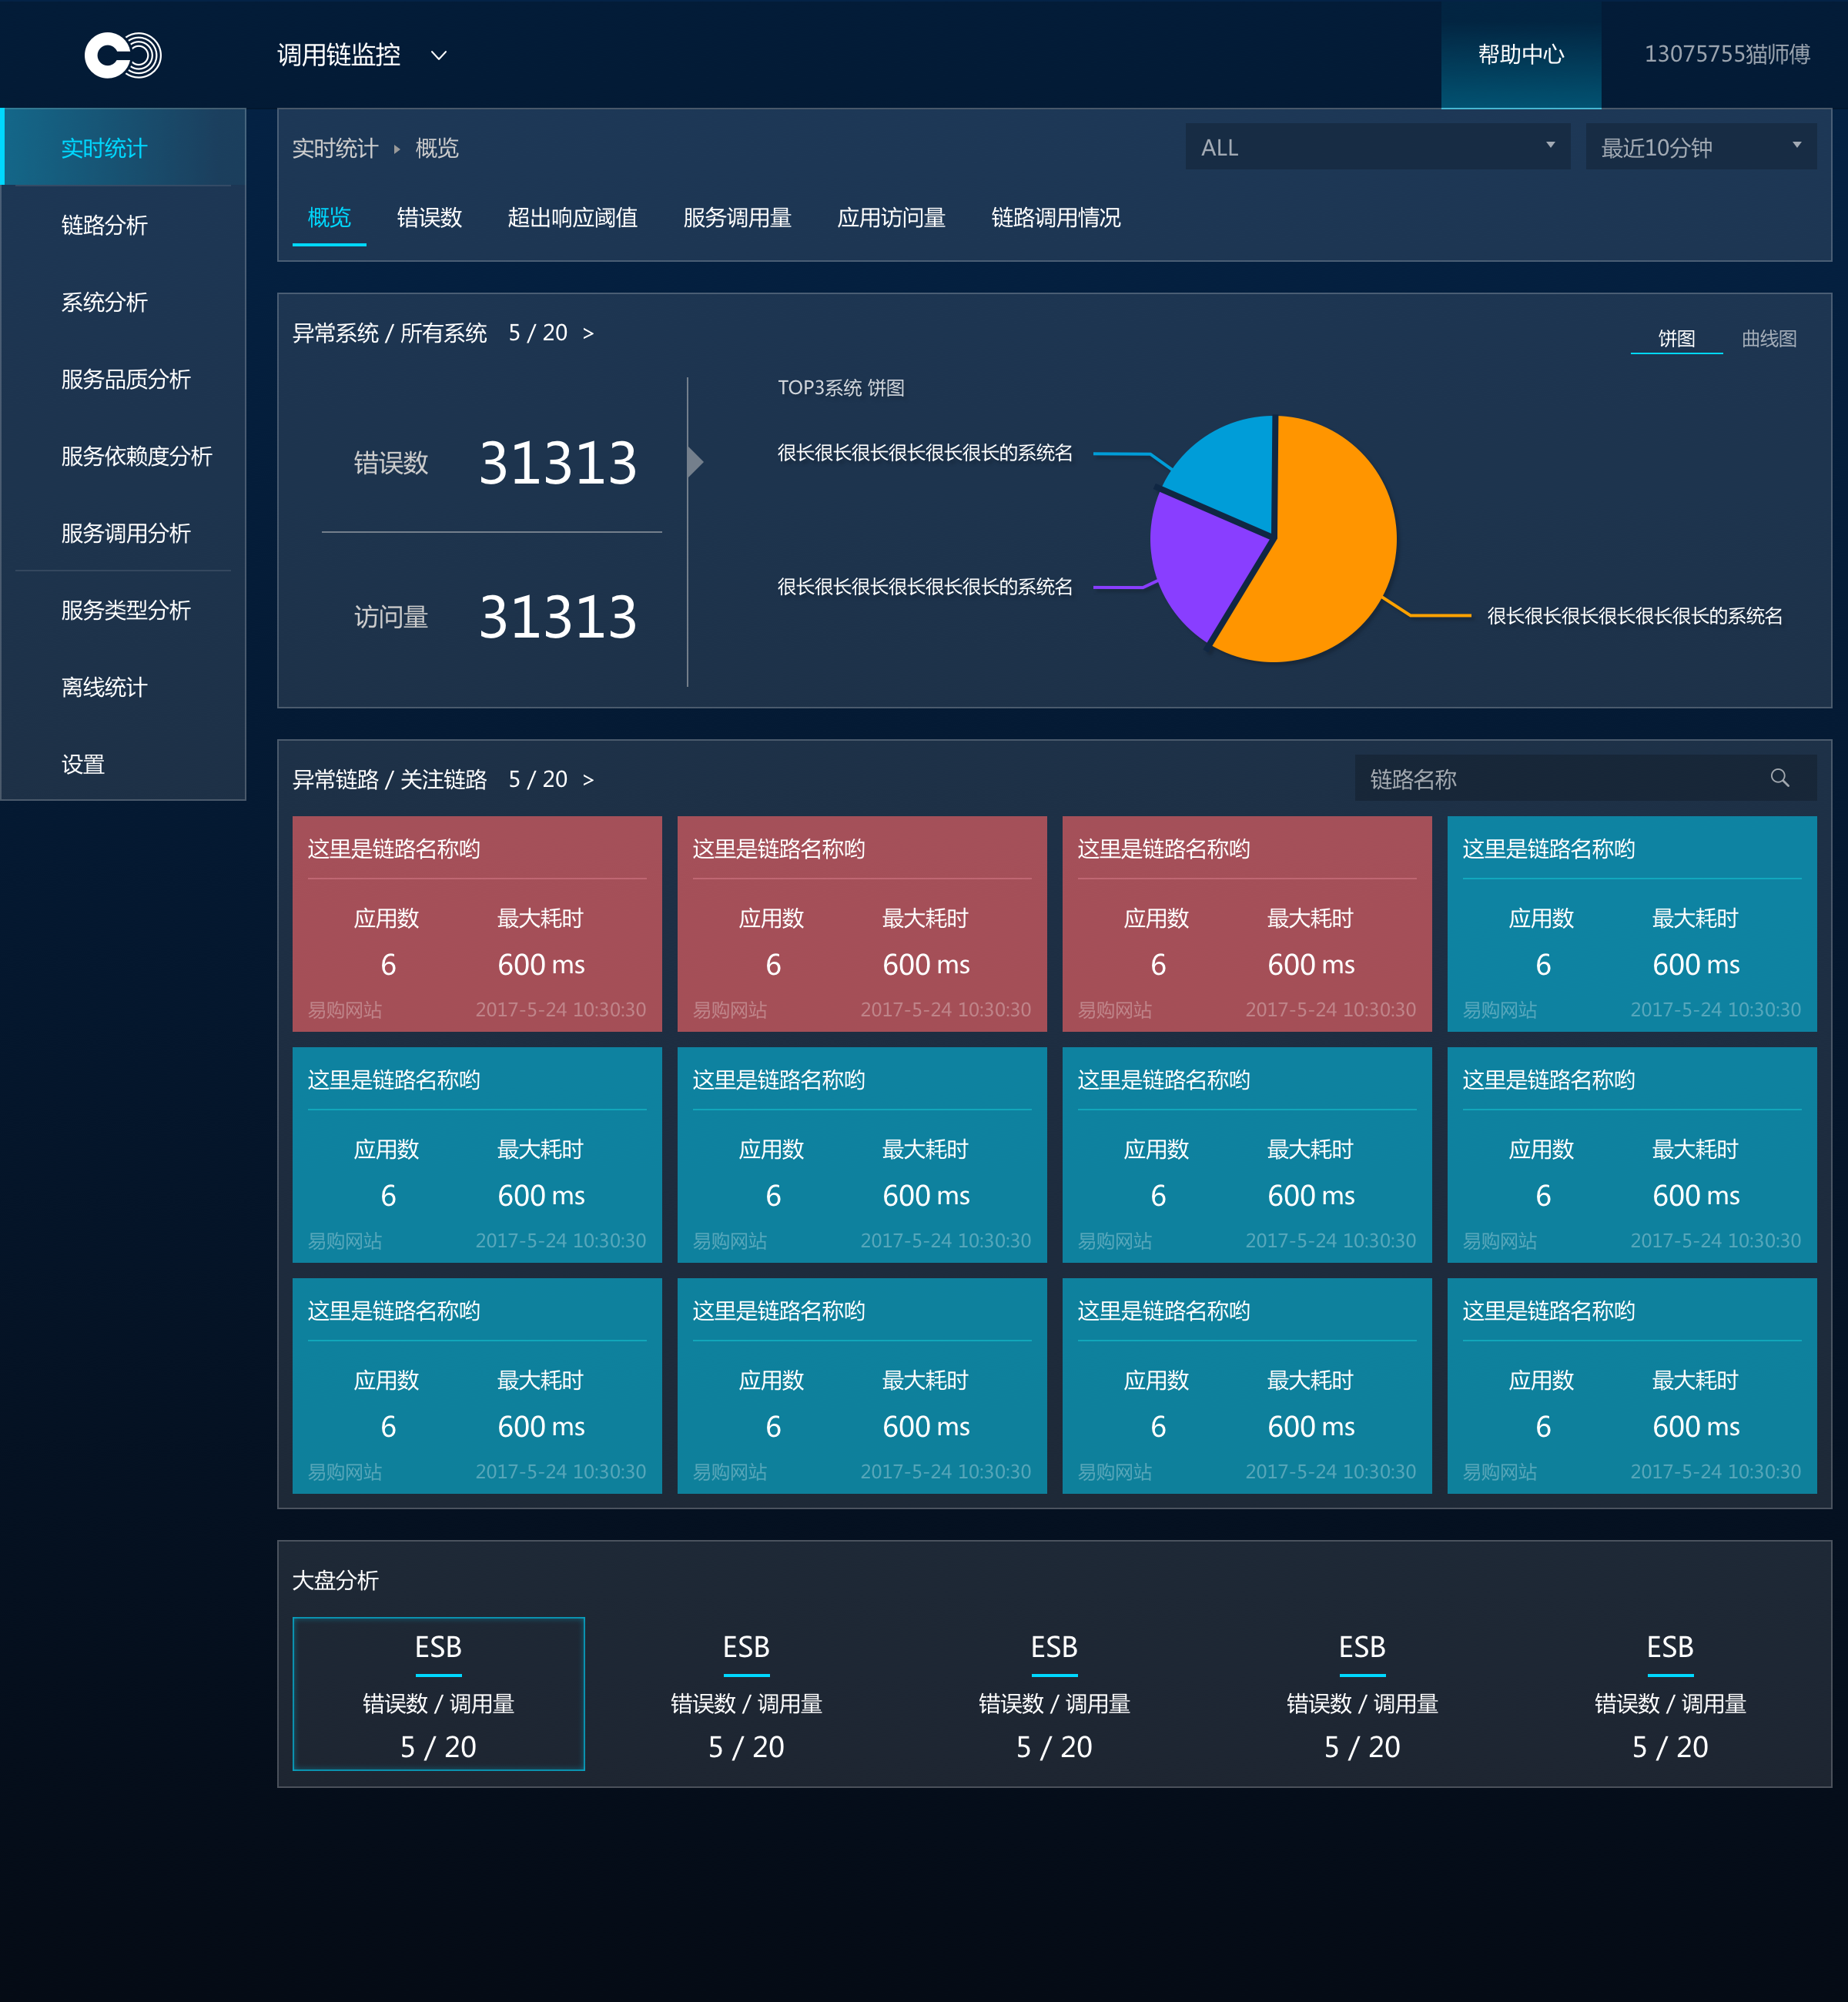 调用链监控
帮助中心
13075755猫师傅
实时统计
链路分析
系统分析
服务品质分析
服务依赖度分析
服务调用分析
服务类型分析
离线统计
设置
实时统计 概览
ALL
最近10分钟
概览 错误数 超出响应阈值 服务调用量 应用访问量 链路调用情况
异常系统 / 所有系统 5 / 20 >
饼图 曲线图
错误数 31313
访问量 31313
TOP3系统 饼图
很长很长很长很长很长很长的系统名
很长很长很长很长很长很长的系统名
很长很长很长很长很长很长的系统名
异常链路 / 关注链路 5 / 20 >
链路名称
这里是链路名称哟 这里是链路名称哟 这里是链路名称哟 这里是链路名称哟
应用数 最大耗时 应用数 最大耗时 应用数 最大耗时 应用数 最大耗时
6 600 ms 6 600 ms 6 600 ms 6 600 ms
易购网站 2017-5-24 10:30:30 易购网站 2017-5-24 10:30:30 易购网站 2017-5-24 10:30:30 易购网站 2017-5-24 10:30:30
这里是链路名称哟 这里是链路名称哟 这里是链路名称哟 这里是链路名称哟
应用数 最大耗时 应用数 最大耗时 应用数 最大耗时 应用数 最大耗时
6 600 ms 6 600 ms 6 600 ms 6 600 ms
易购网站 2017-5-24 10:30:30 易购网站 2017-5-24 10:30:30 易购网站 2017-5-24 10:30:30 易购网站 2017-5-24 10:30:30
这里是链路名称哟 这里是链路名称哟 这里是链路名称哟 这里是链路名称哟
应用数 最大耗时 应用数 最大耗时 应用数 最大耗时 应用数 最大耗时
6 600 ms 6 600 ms 6 600 ms 6 600 ms
易购网站 2017-5-24 10:30:30 易购网站 2017-5-24 10:30:30 易购网站 2017-5-24 10:30:30 易购网站 2017-5-24 10:30:30
大盘分析
ESB ESB ESB ESB ESB
错误数 / 调用量 错误数 / 调用量 错误数 / 调用量 错误数 / 调用量 错误数 / 调用量
5 / 20 5 / 20 5 / 20 5 / 20 5 / 20